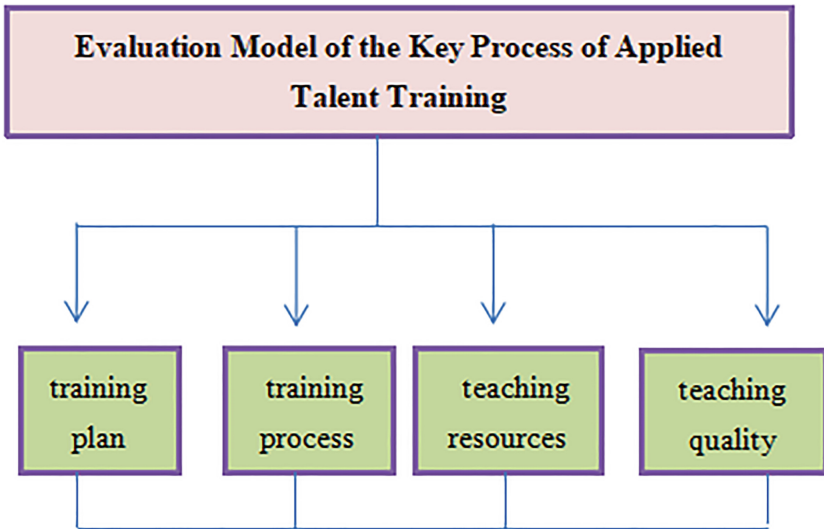 Evaluation Model of the Key Process of Applied
Talent Training
training
plan
training
process
teaching
resources
teaching
quality